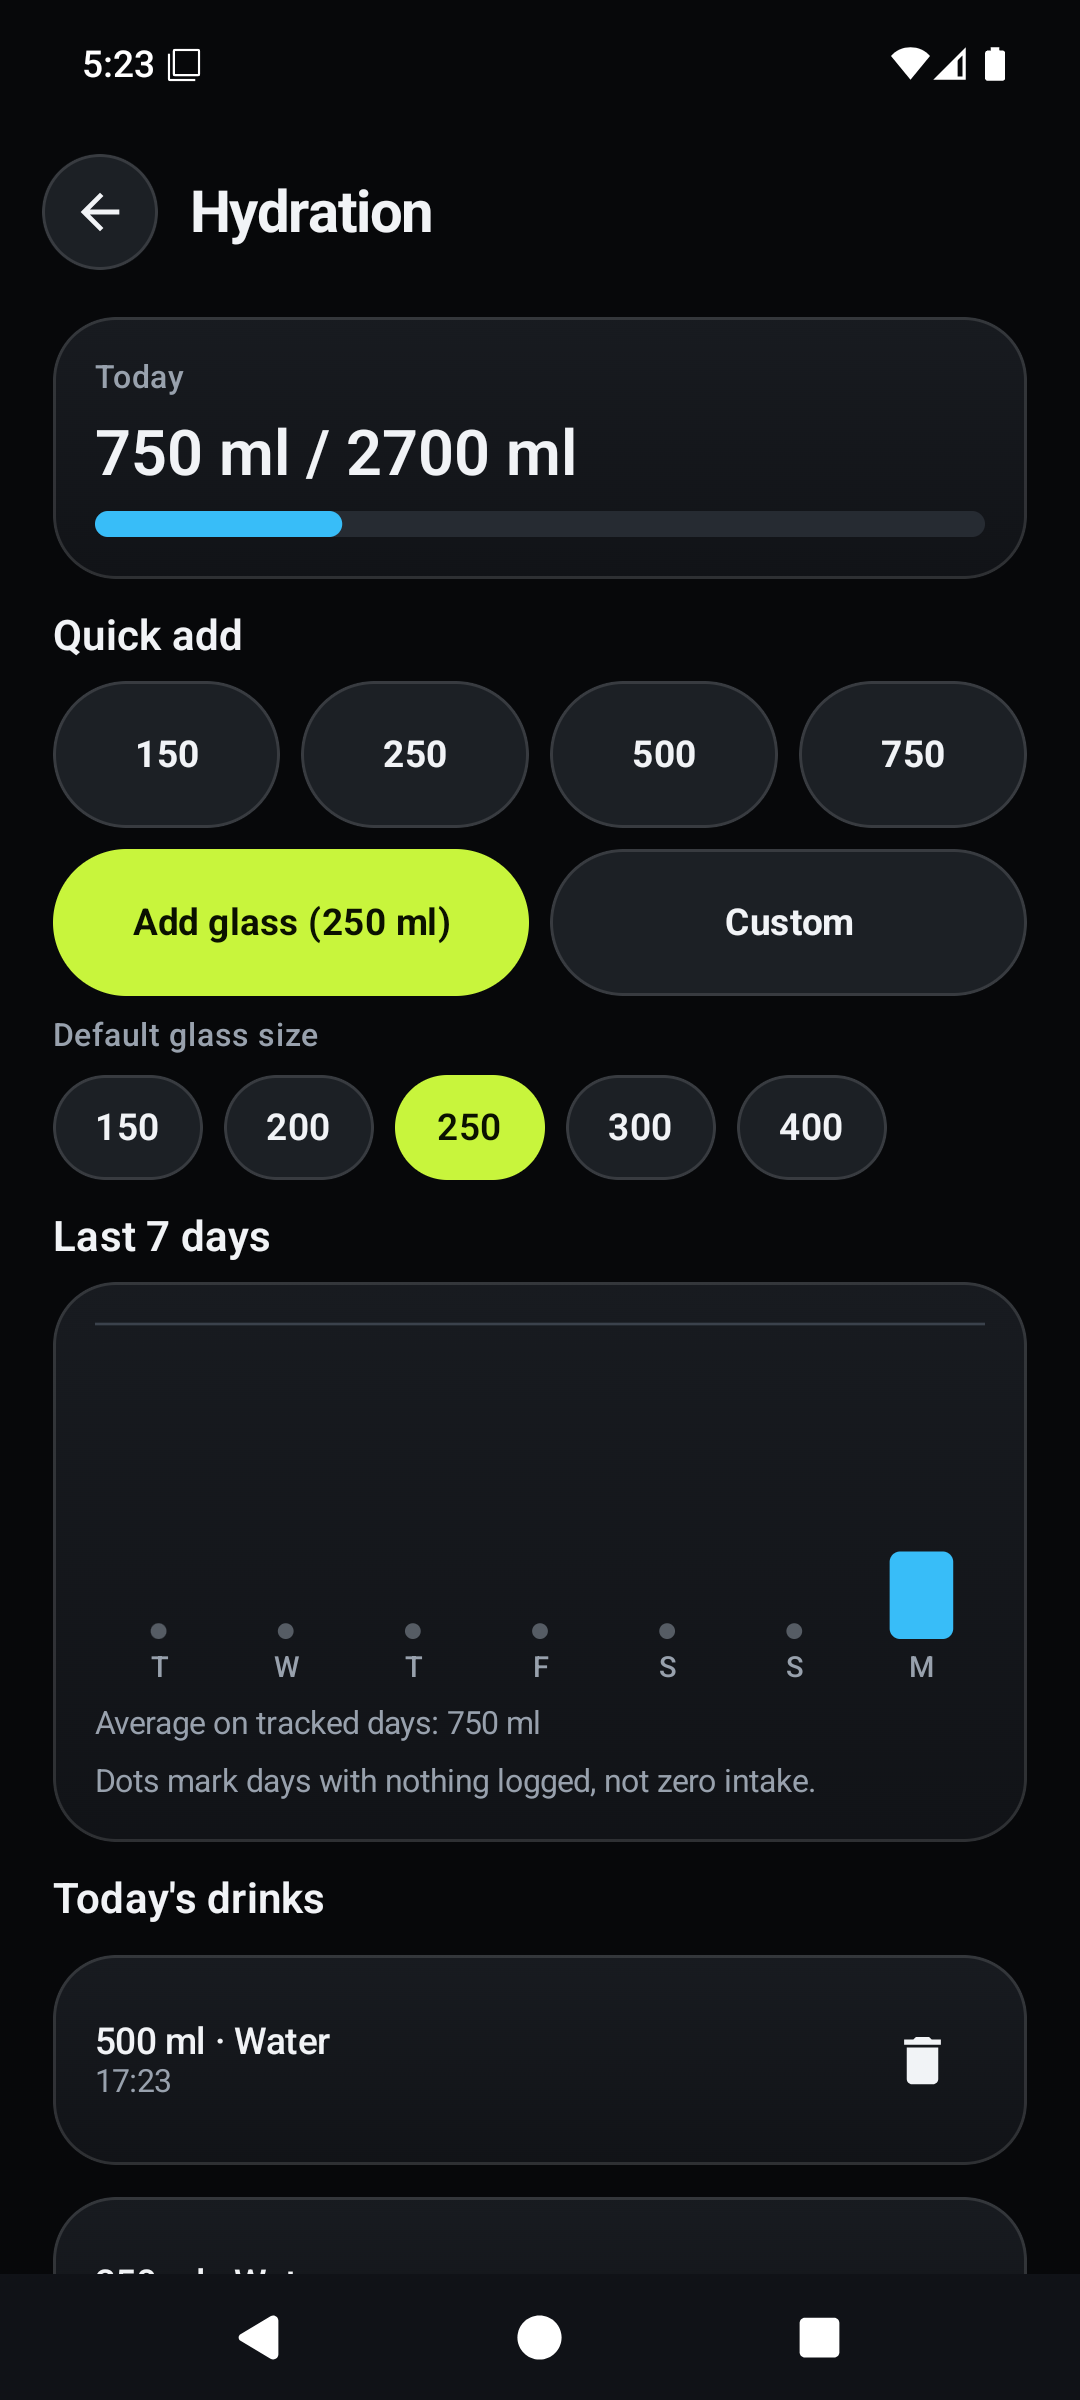 5:23
Hydration
Today
750 ml / 2700 ml
Quick add
150 250 500 750
Add glass (250 ml) Custom
Default glass size
150 200 250 300 400
Last 7 days
T W T F S S M
Average on tracked days: 750 ml
Dots mark days with nothing logged, not zero intake.
Today's drinks
500 ml · Water
17:23